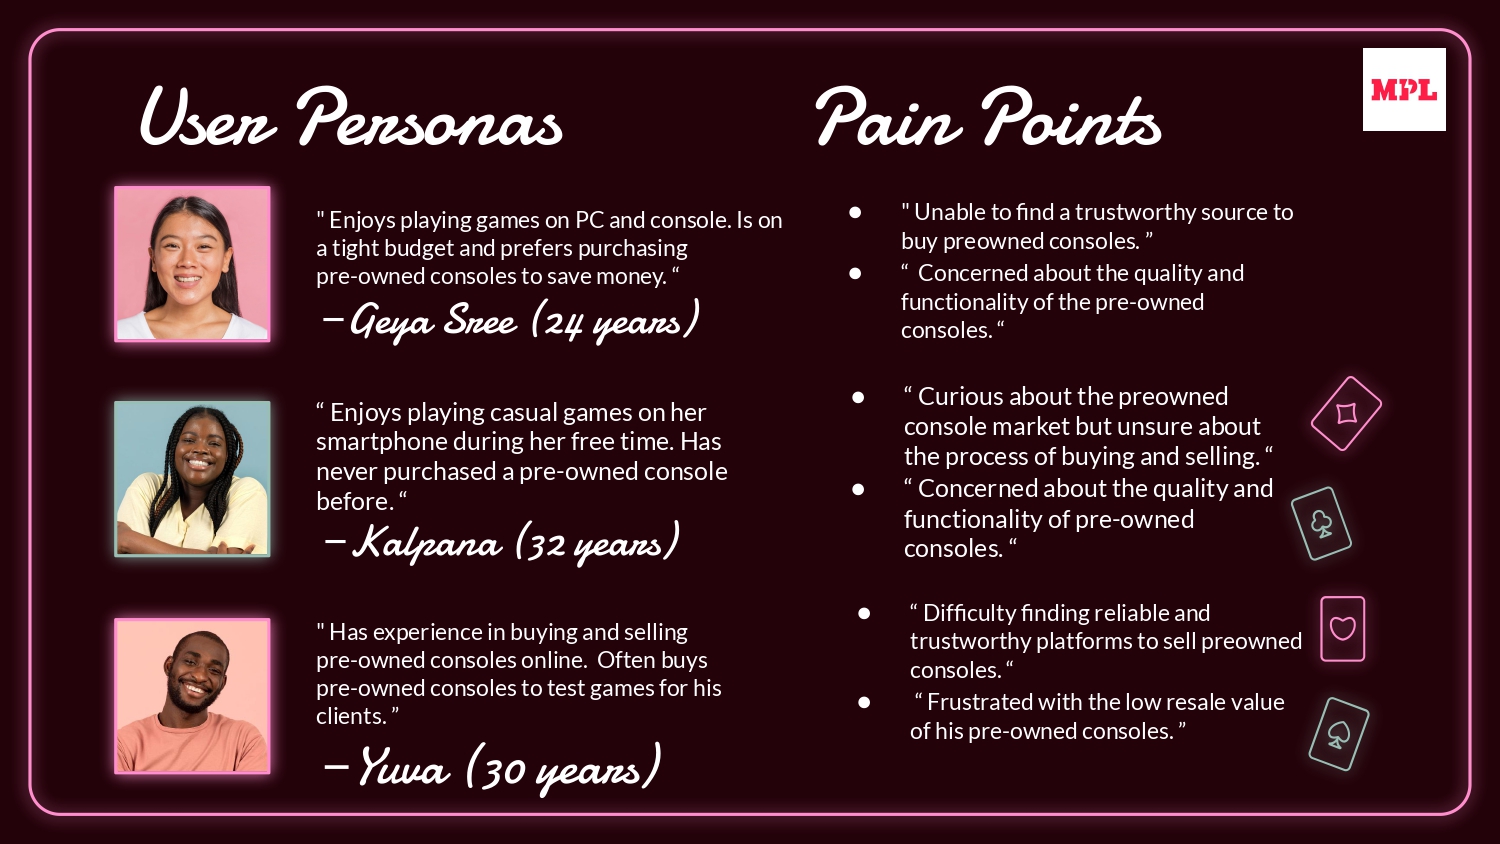 User Personas
Pain Points
MPL
" Enjoys playing games on PC and console. Is on
a tight budget and prefers purchasing
pre-owned consoles to save money. “
–Geya Sree (24 years)
● " Unable to find a trustworthy source to
buy preowned consoles. ”
● “  Concerned about the quality and
functionality of the pre-owned
consoles. “
“ Enjoys playing casual games on her
smartphone during her free time. Has
never purchased a pre-owned console
before. “
–Kalpana (32 years)
● “ Curious about the preowned
console market but unsure about
the process of buying and selling. “
● “ Concerned about the quality and
functionality of pre-owned
consoles. “
" Has experience in buying and selling
pre-owned consoles online.  Often buys
pre-owned consoles to test games for his
clients. ”
–Yuva (30 years)
● “ Difficulty finding reliable and
trustworthy platforms to sell preowned
consoles. “
● “ Frustrated with the low resale value
of his pre-owned consoles. ”